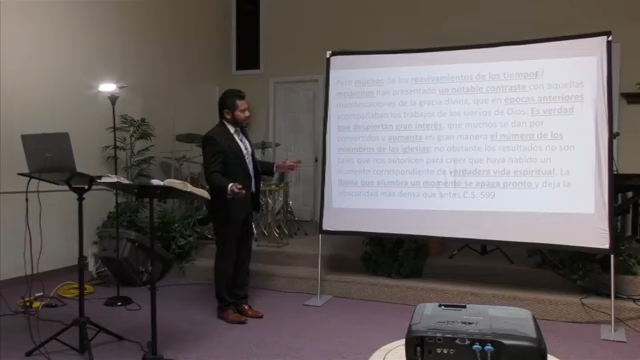 Pero muchos de los reavivamientos de los tiempos
modernos han presentado un notable contraste con aquellas
manifestaciones de la gracia divina, que en épocas anteriores
acompañaban los trabajos de los siervos de Dios. Es verdad
que despiertan gran interés, que muchos se dan por
convertidos y aumenta en gran manera el número de los
miembros de las iglesias; no obstante los resultados no son
tales que nos autoricen para creer que haya habido un
aumento correspondiente de verdadera vida espiritual. La
llama que alumbra un momento se apaga pronto y deja la
obscuridad más densa que antes. C.S. 599